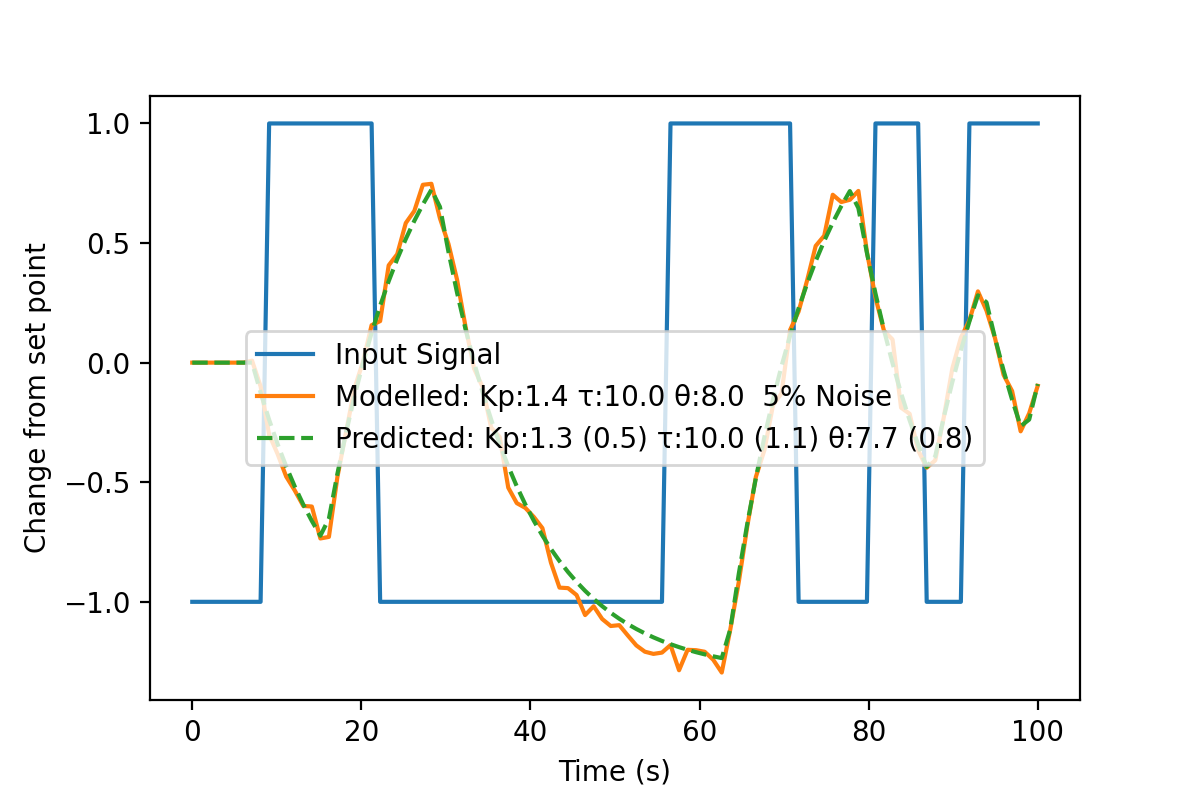 1.0
0.5
0.0
−0.5
−1.0
Change from set point
Input Signal
Modelled: Kp:1.4 τ:10.0 θ:8.0  5% Noise
Predicted: Kp:1.3 (0.5) τ:10.0 (1.1) θ:7.7 (0.8)
0 20 40 60 80 100
Time (s)